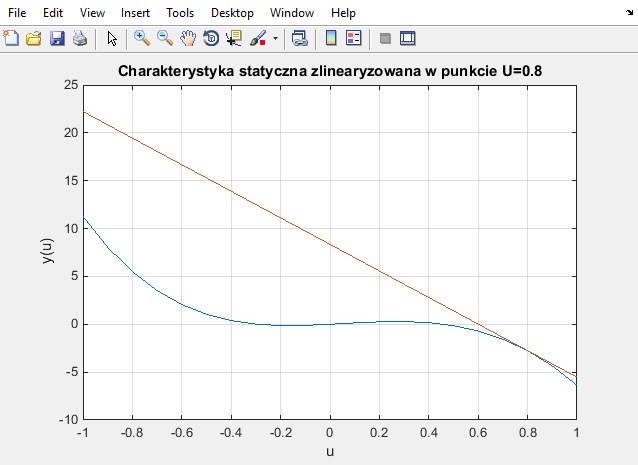 File Edit View Insert Tools Desktop Window Help
Charakterystyka statyczna zlinearyzowana w punkcie U=0.8
25
20
15
10
5
0
-5
-10
y(u)
-1 -0.8 -0.6 -0.4 -0.2 0 0.2 0.4 0.6 0.8 1
u